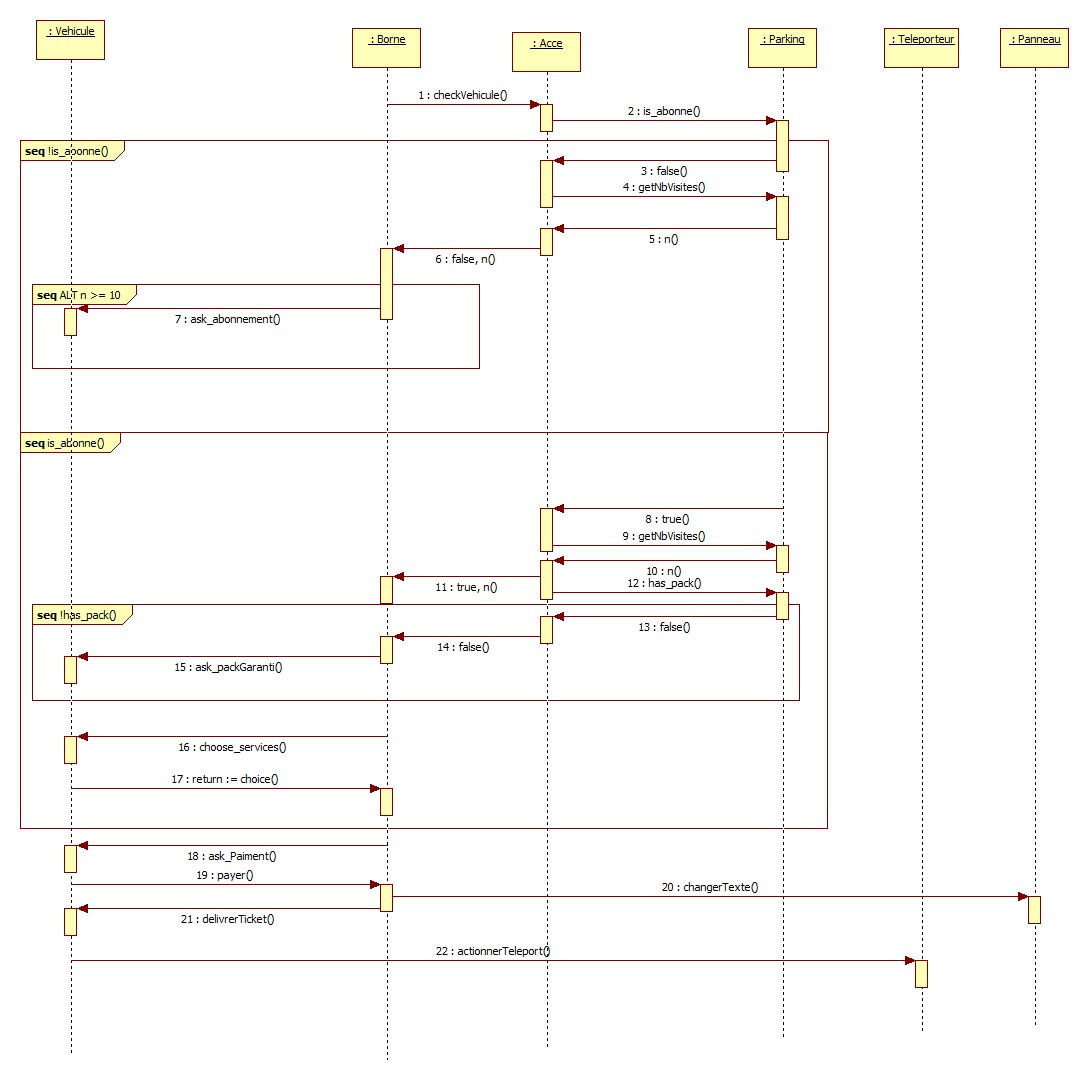 : Vehicule
: Borne
: Acce
: Parking
: Teleporteur
: Panneau
1 : checkVehicule()
2 : is_abonne()
seq !is_abonne()
3 : false()
4 : getNbVisites()
5 : n()
6 : false, n()
seq ALT n >= 10
7 : ask_abonnement()
seq is_abonne()
8 : true()
9 : getNbVisites()
10 : n()
11 : true, n()
12 : has_pack()
seq !has_pack()
13 : false()
14 : false()
15 : ask_packGaranti()
16 : choose_services()
17 : return := choice()
18 : ask_Paiment()
19 : payer()
20 : changerTexte()
21 : delivrerTicket()
22 : actionnerTeleport()